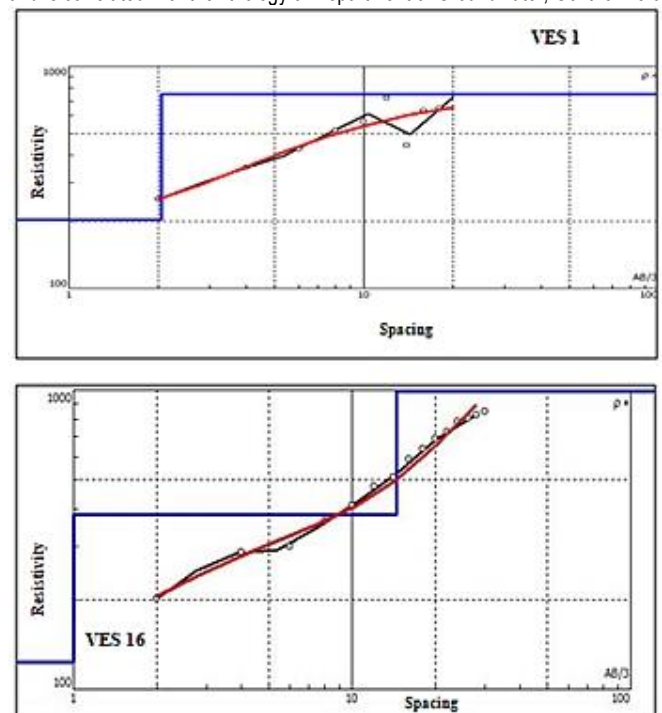 VES 1
1000
ρ
Resistivity
100
AB/3
1
10
100
Spacing
1000
ρ
Resistivity
VES 16
100
AB/3
1
10
100
Spacing